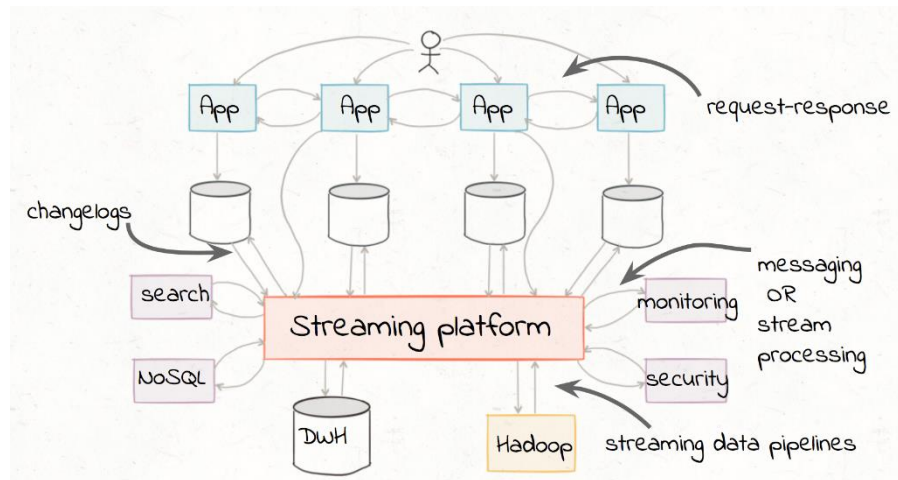 App
App
App
App
request-response
changelogs
messaging
OR
stream
processing
search
monitoring
Streaming platform
NoSQL
security
DWH
Hadoop
streaming data pipelines